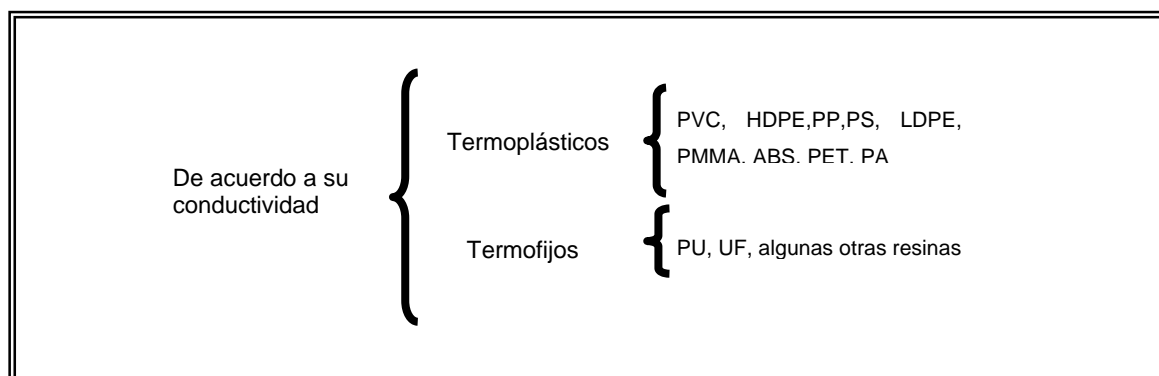 PVC, HDPE,PP,PS, LDPE,
Termoplásticos
PMMA, ABS, PET, PA
De acuerdo a su
conductividad
Termofijos
PU, UF, algunas otras resinas